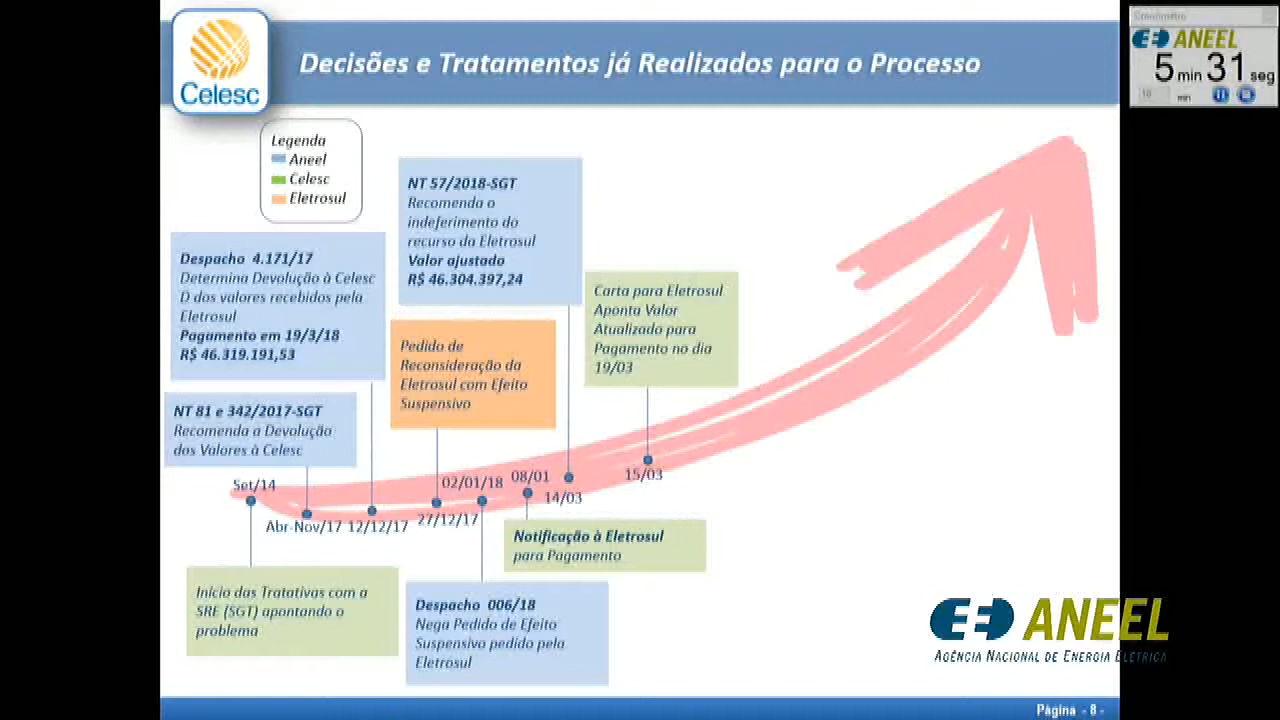 Celesc
Decisões e Tratamentos já Realizados para o Processo
Cronômetro
ANEEL
5 min 31 seg
10 min
Legenda
Aneel
Celesc
Eletrosul
NT 57/2018-SGT
Recomenda o
indeferimento do
recurso da Eletrosul
Valor ajustado
R$ 46.304.397,24
Despacho 4.171/17
Determina Devolução à Celesc
D dos valores recebidos pela
Eletrosul
Pagamento em 19/3/18
R$ 46.319.191,53
Carta para Eletrosul
Aponta Valor
Atualizado para
Pagamento no dia
19/03
Pedido de
Reconsideração da
Eletrosul com Efeito
Suspensivo
NT 81 e 342/2017-SGT
Recomenda a Devolução
dos Valores à Celesc
Set/14
Abr-Nov/17
12/12/17
27/12/17
02/01/18
08/01
14/03
15/03
Notificação à Eletrosul
para Pagamento
Início das Tratativas com a
SRE (SGT) apontando o
problema
Despacho 006/18
Nega Pedido de Efeito
Suspensivo pedido pela
Eletrosul
ANEEL
AGÊNCIA NACIONAL DE ENERGIA ELÉTRICA
Página - 8 -